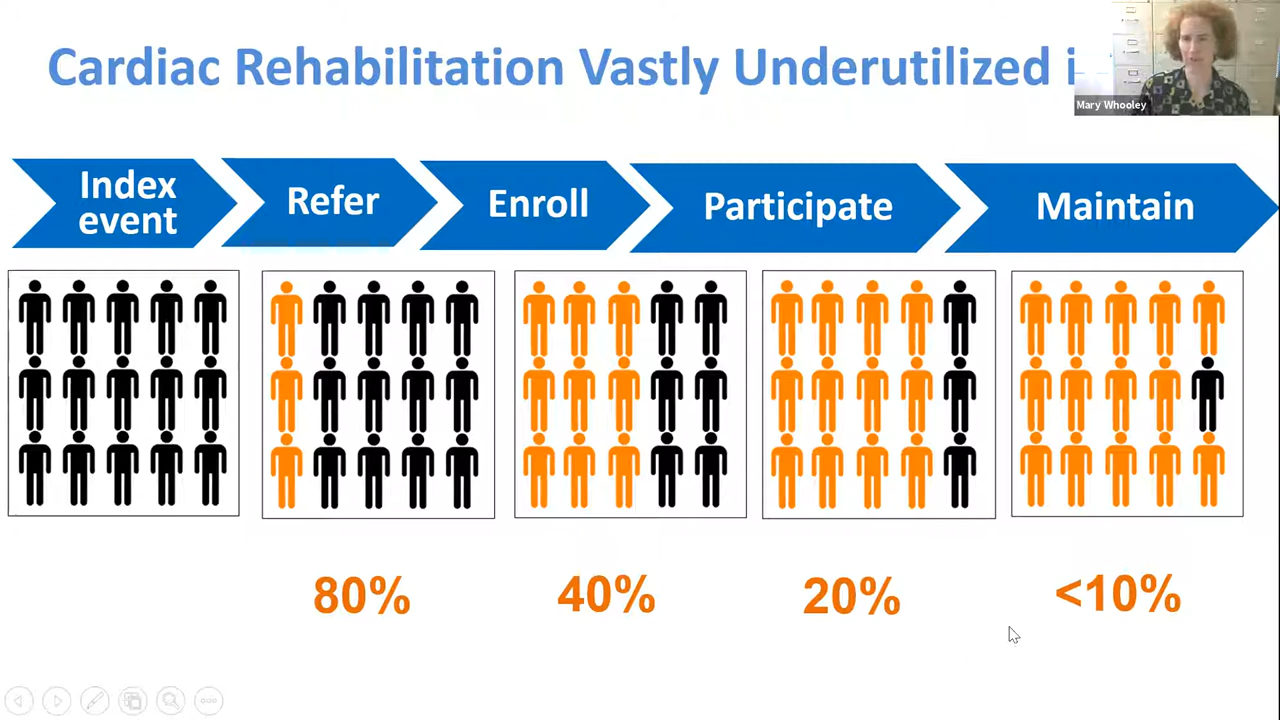 Cardiac Rehabilitation Vastly Underutilized i
Mary Whooley
Index
event
Refer
Enroll
Participate
Maintain
80%
40%
20%
<10%